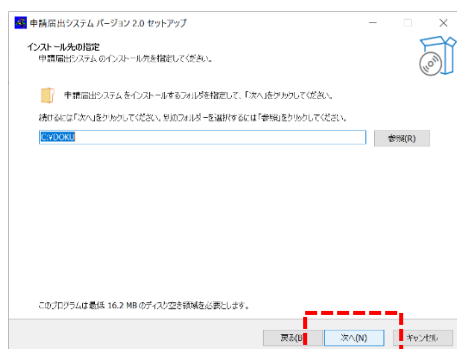 申請届出システム バージョン 2.0 セットアップ
インストール先の指定
申請届出システム のインストール先を指定してください。
申請届出システム をインストールするフォルダを指定して、「次へ」をクリックしてください。
続けるには「次へ」をクリックしてください。別のフォルダーを選択するには「参照」をクリックしてください。
C:¥DOKU
参照(R)
このプログラムは最低 16.2 MB のディスク空き領域を必要とします。
戻る(B)
次へ(N)
キャンセル